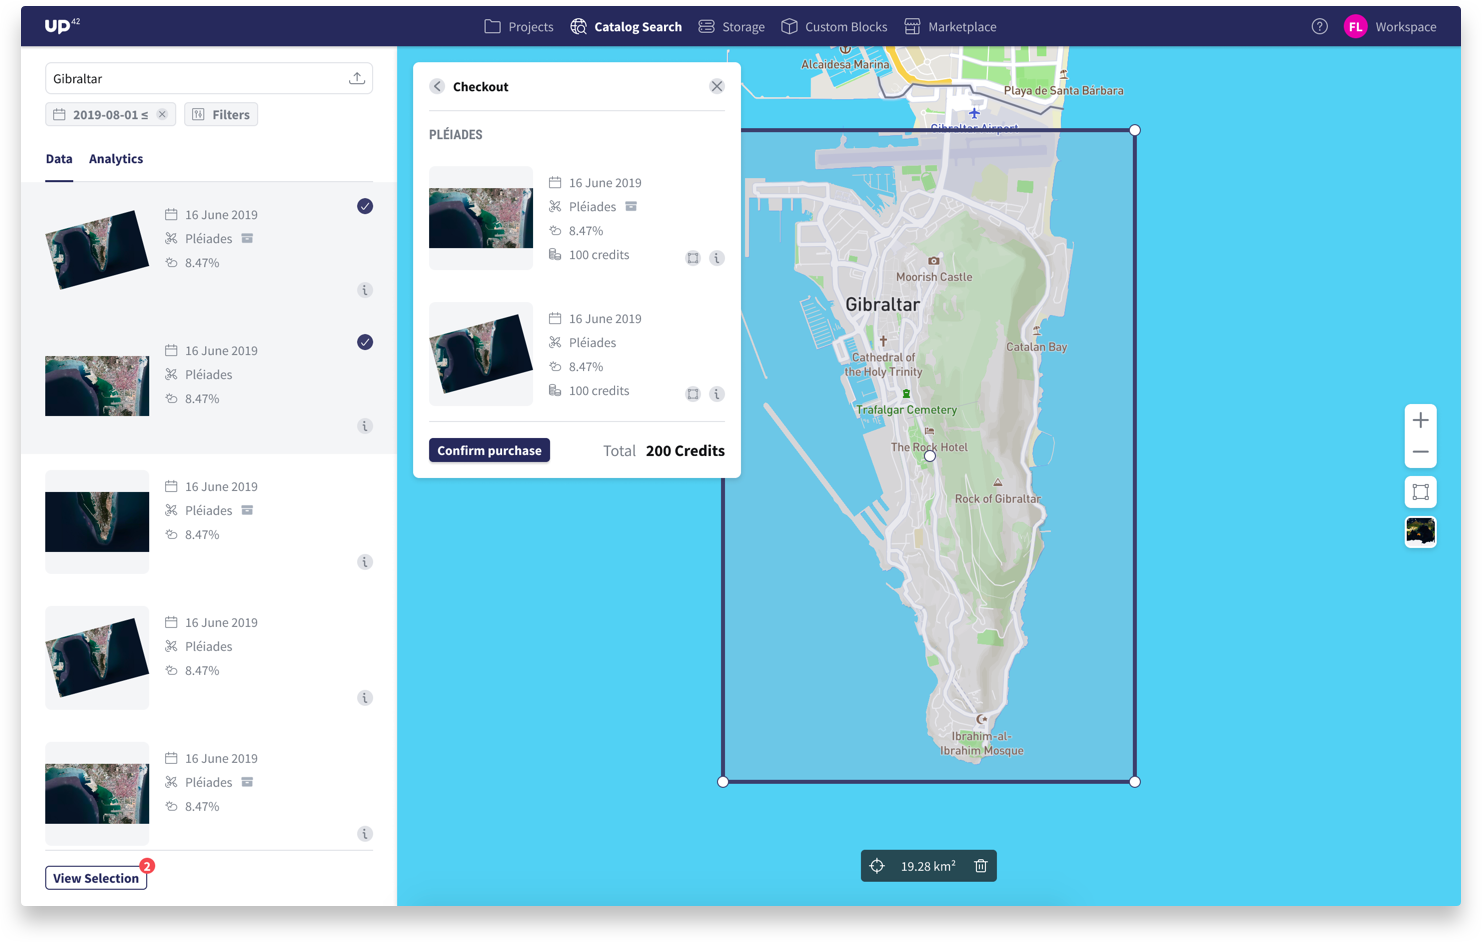 UP42
Projects
Catalog Search
Storage
Custom Blocks
Marketplace
?
FL
Workspace
Gibraltar
2019-08-01 ≤
Filters
Data
Analytics
16 June 2019
Pléiades
8.47%
16 June 2019
Pléiades
8.47%
16 June 2019
Pléiades
8.47%
16 June 2019
Pléiades
8.47%
16 June 2019
Pléiades
8.47%
View Selection
2
Checkout
PLÉIADES
16 June 2019
Pléiades
8.47%
100 credits
16 June 2019
Pléiades
8.47%
100 credits
Confirm purchase
Total 200 Credits
Alcaidesa Marina
Playa de Santa Bárbara
Gibraltar Airport
Moorish Castle
Gibraltar
Catalan Bay
Cathedral of
the Holy Trinity
Trafalgar Cemetery
The Rock Hotel
Rock of Gibraltar
Ibrahim-al-
Ibrahim Mosque
19.28 km²